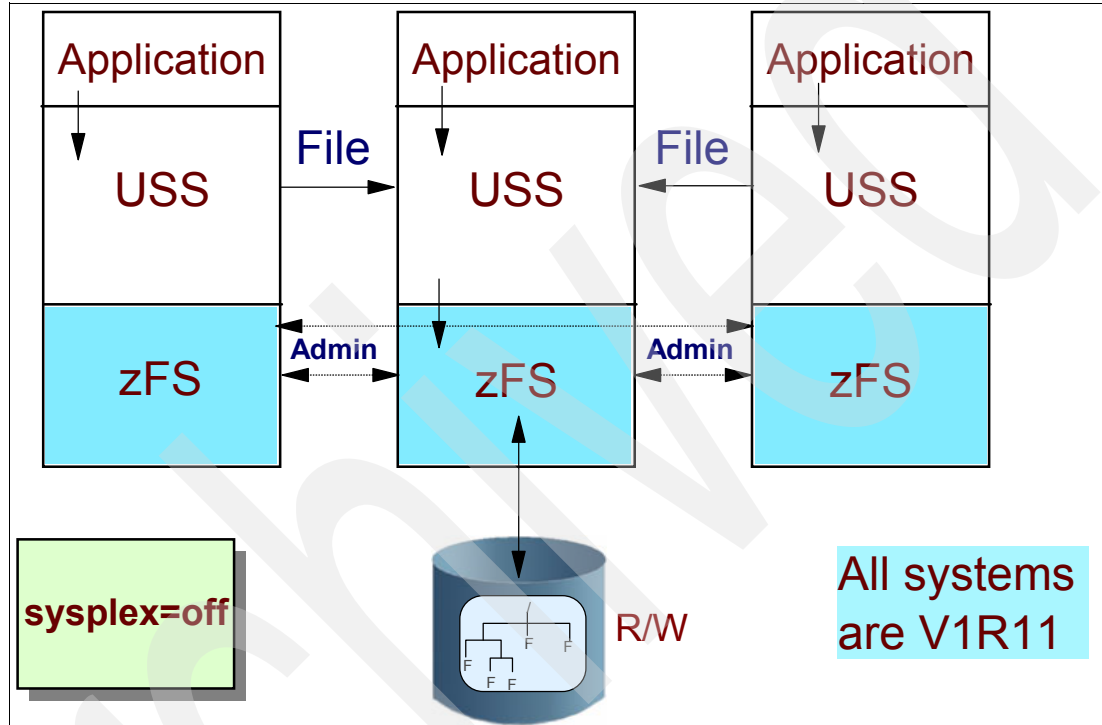 Application
Application
Application
File
File
USS
USS
USS
Admin
Admin
zFS
zFS
zFS
sysplex=off
R/W
F
F
F
F F
All systems
are V1R11